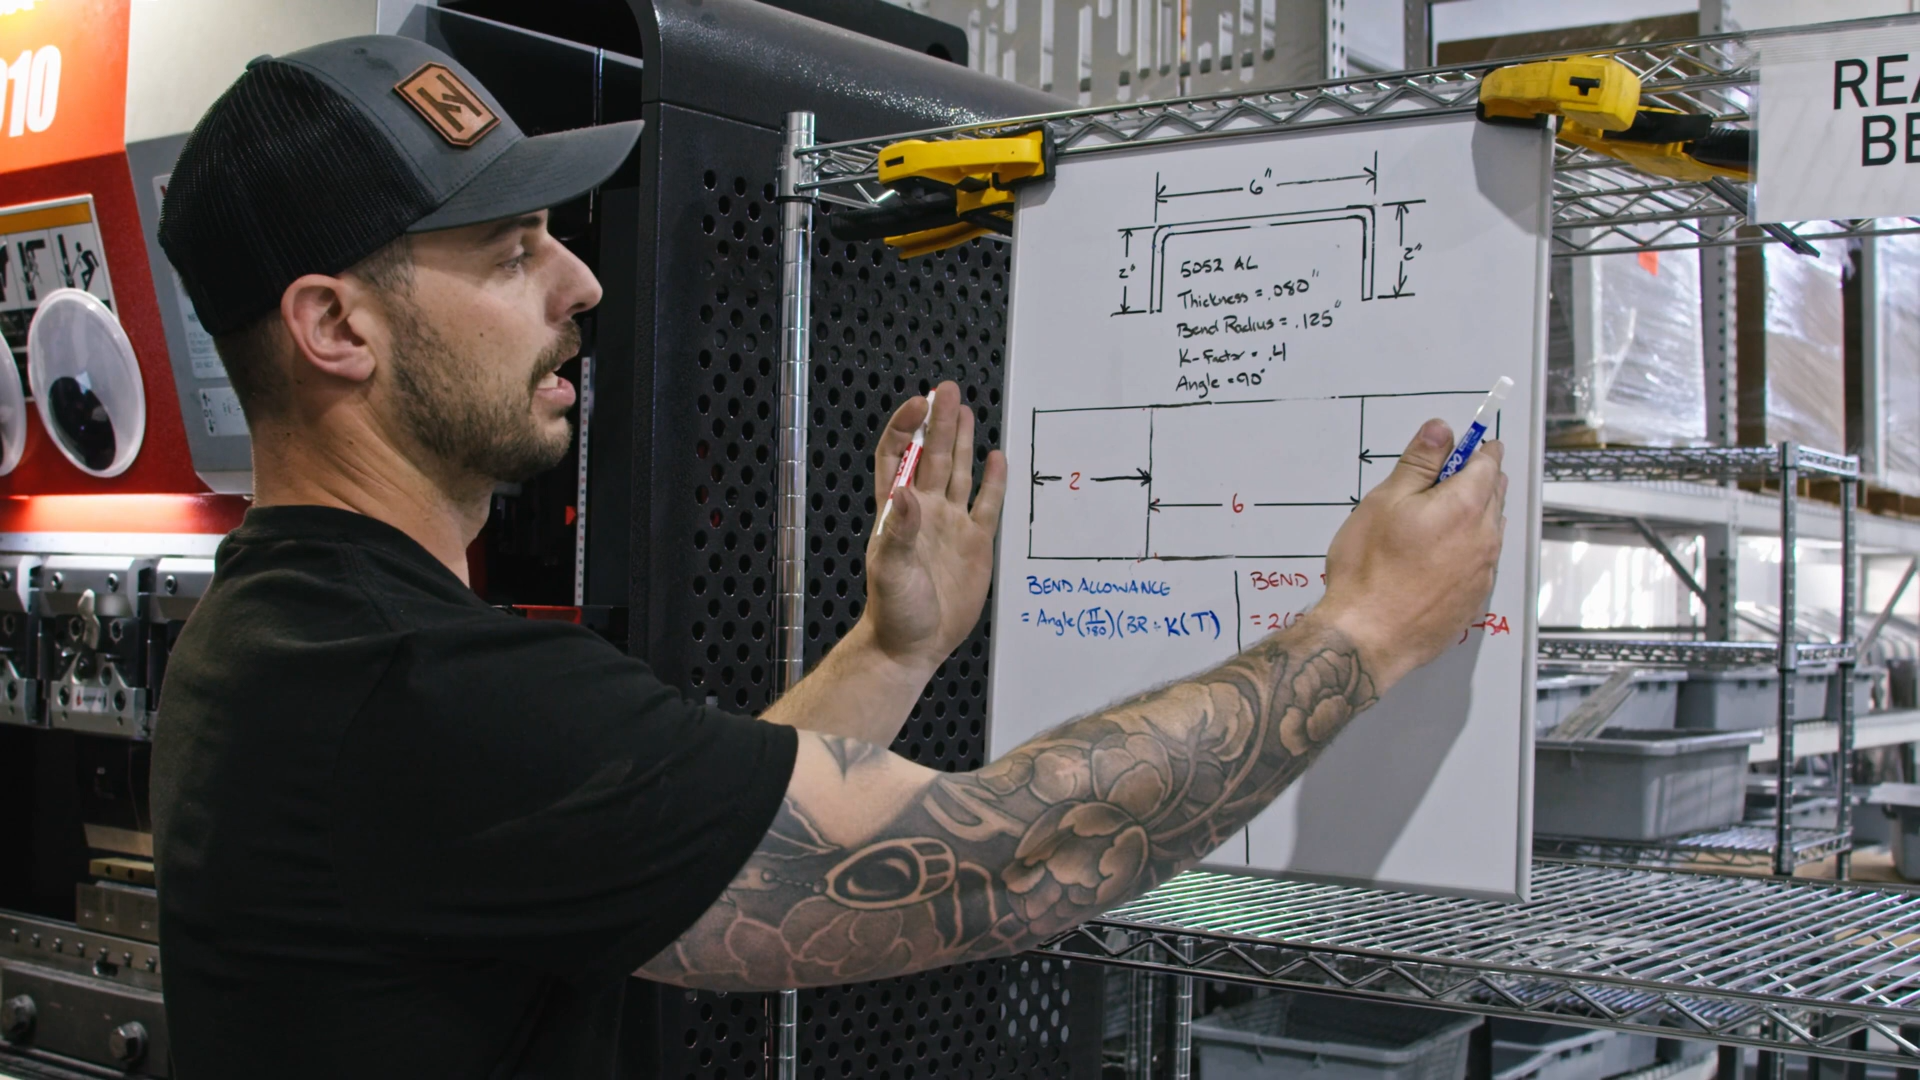 10
REA
BE
6"
2"
2"
5052 AL
Thickness = .080"
Bend Radius = .125"
K-Factor = .4
Angle = 90°
2
6
BEND ALLOWANCE
BEND
= Angle (π/180)(BR + K(T)
= 2(
-BA